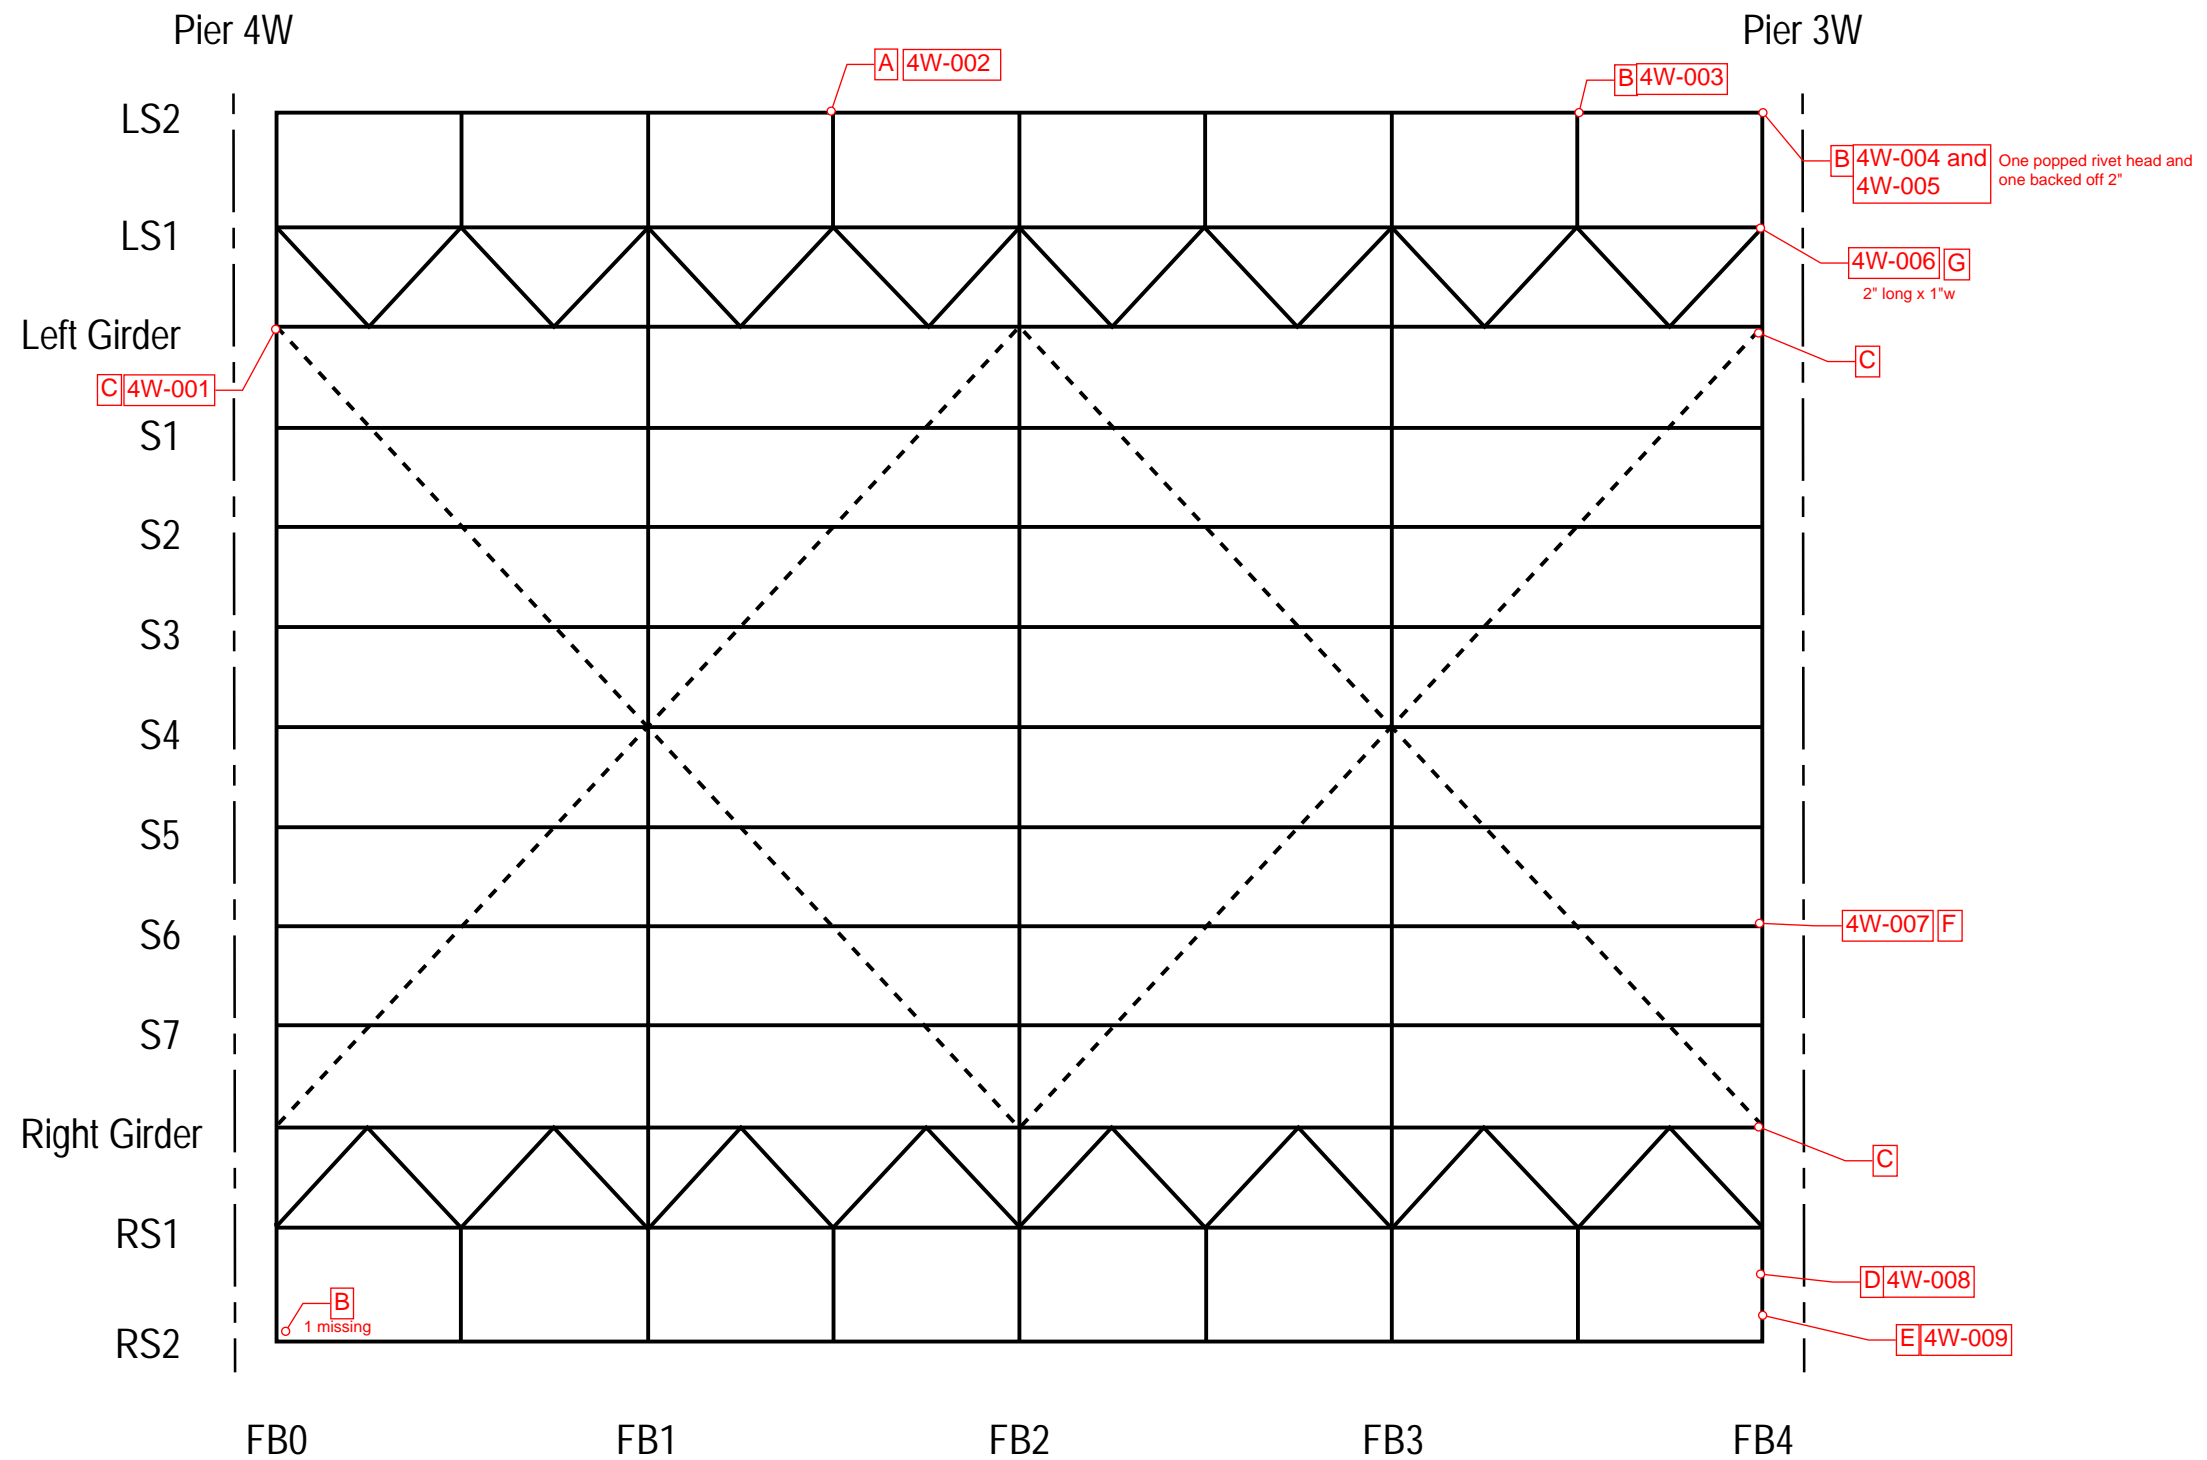 Pier 4W
Pier 3W
A 4W-002
B 4W-003
LS2
B 4W-004 and
4W-005
One popped rivet head and
one backed off 2"
LS1
4W-006 G
2" long x 1"w
Left Girder
C
C 4W-001
S1
S2
S3
S4
S5
S6
4W-007 F
S7
Right Girder
C
RS1
D 4W-008
B
1 missing
RS2
E 4W-009
FB0
FB1
FB2
FB3
FB4